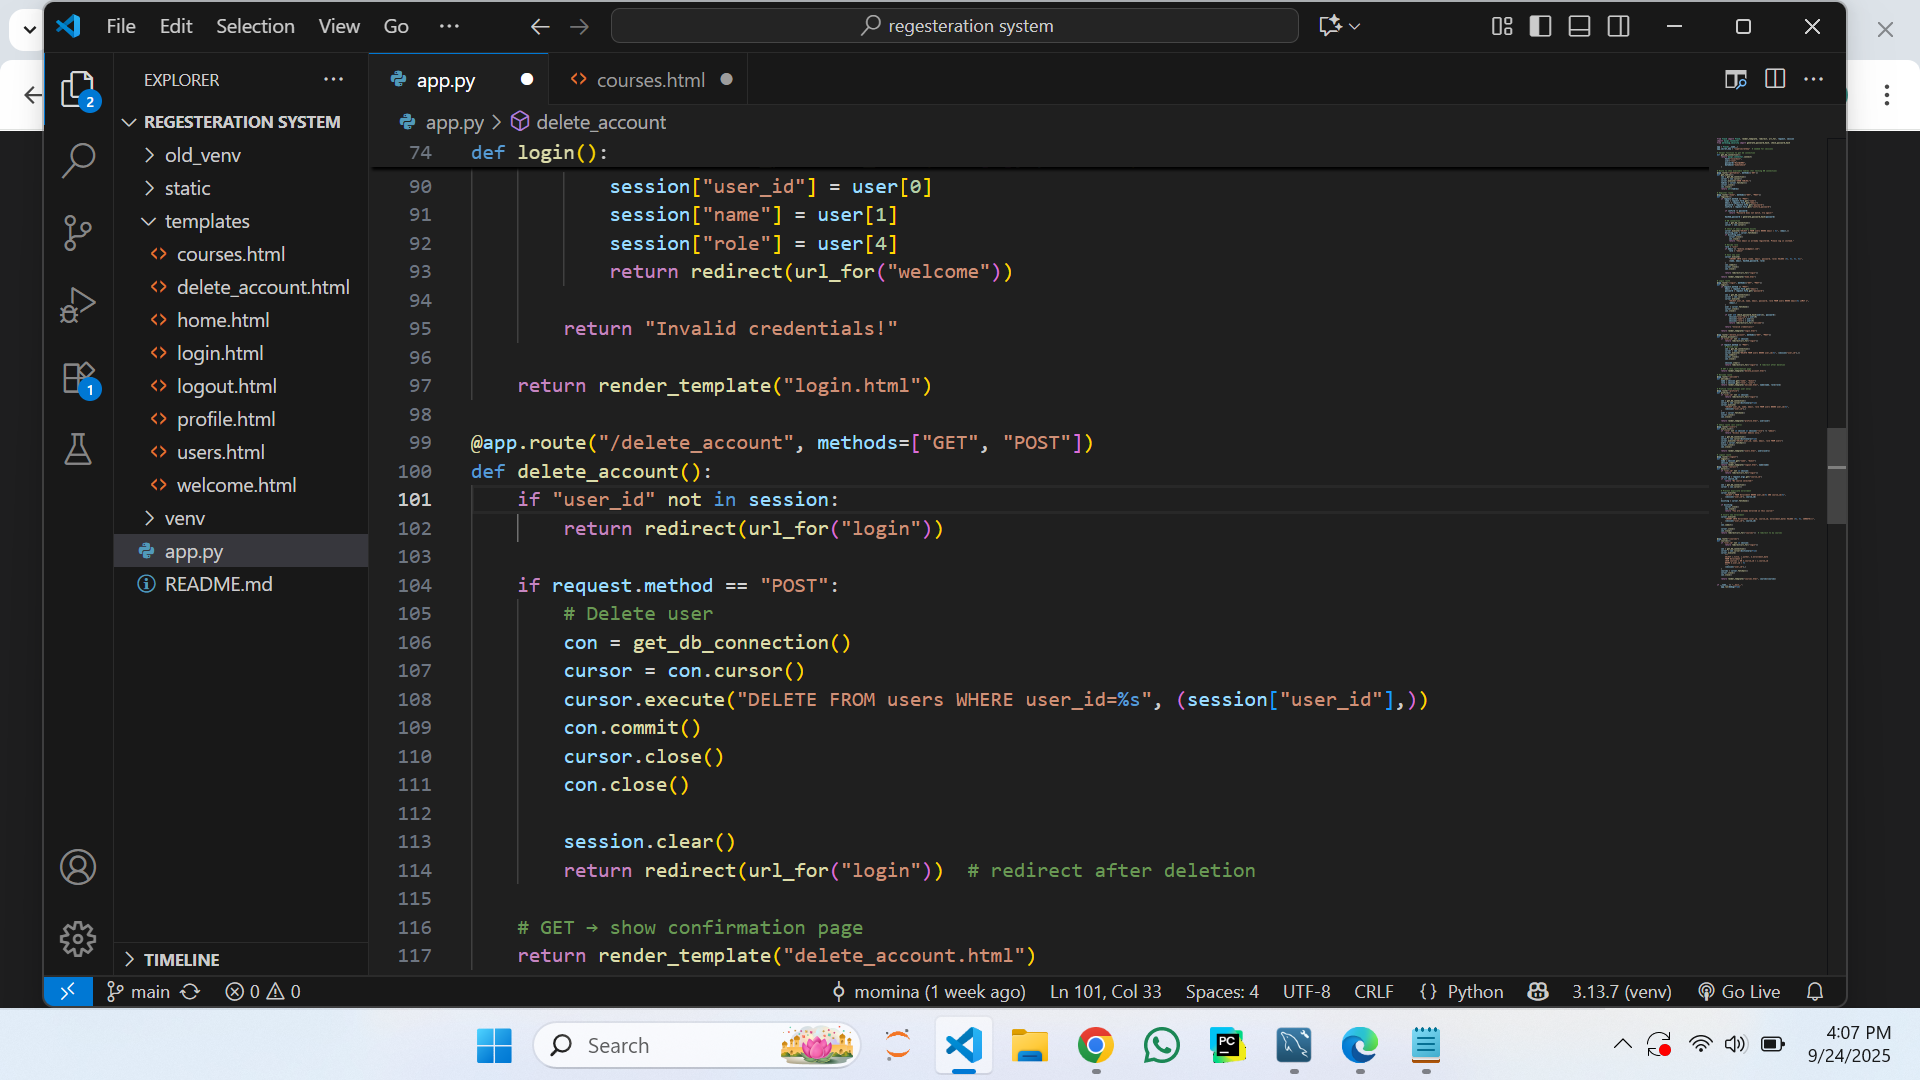 File Edit Selection View Go ···
regesteration system
EXPLORER
REGESTERATION SYSTEM
old_venv
static
templates
courses.html
delete_account.html
home.html
login.html
logout.html
profile.html
users.html
welcome.html
venv
app.py
README.md
TIMELINE
2
1
app.py
courses.html
app.py > delete_account
74 def login():
90 session["user_id"] = user[0]
91 session["name"] = user[1]
92 session["role"] = user[4]
93 return redirect(url_for("welcome"))
94
95 return "Invalid credentials!"
96
97 return render_template("login.html")
98
99 @app.route("/delete_account", methods=["GET", "POST"])
100 def delete_account():
101 if "user_id" not in session:
102 return redirect(url_for("login"))
103
104 if request.method == "POST":
105 # Delete user
106 con = get_db_connection()
107 cursor = con.cursor()
108 cursor.execute("DELETE FROM users WHERE user_id=%s", (session["user_id"],))
109 con.commit()
110 cursor.close()
111 con.close()
112
113 session.clear()
114 return redirect(url_for("login")) # redirect after deletion
115
116 # GET → show confirmation page
117 return render_template("delete_account.html")
main 0 0 momina (1 week ago) Ln 101, Col 33 Spaces: 4 UTF-8 CRLF {} Python 3.13.7 (venv) Go Live
Search
PC
4:07 PM
9/24/2025